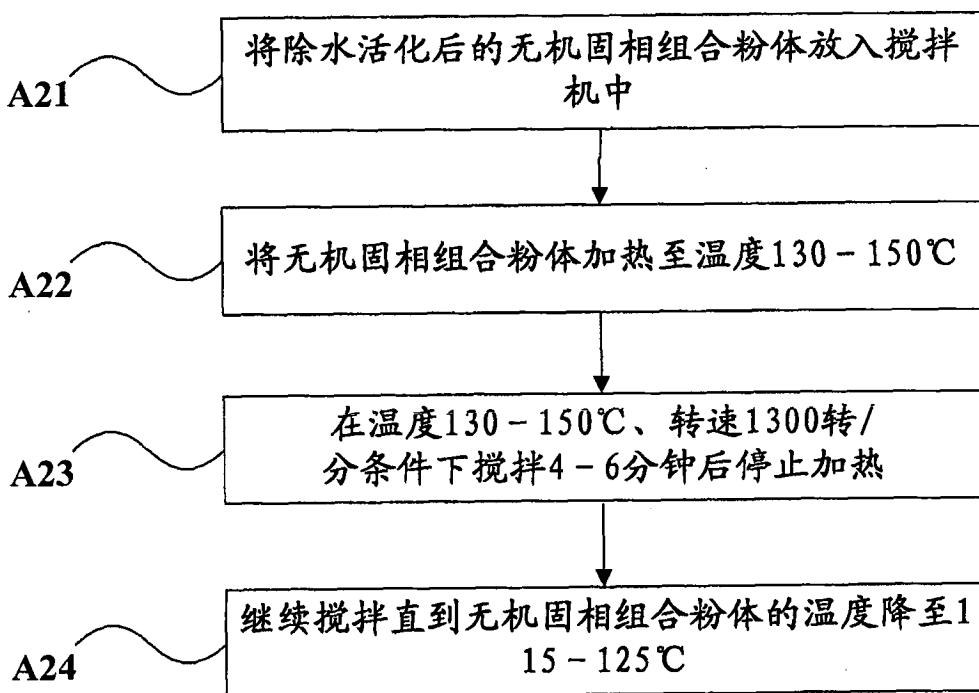 将除水活化后的无机固相组合粉体放入搅拌
机中
A21
将无机固相组合粉体加热至温度130－150℃
A22
在温度130－150℃、转速1300转/
分条件下搅拌4－6分钟后停止加热
A23
继续搅拌直到无机固相组合粉体的温度降至1
15－125℃
A24